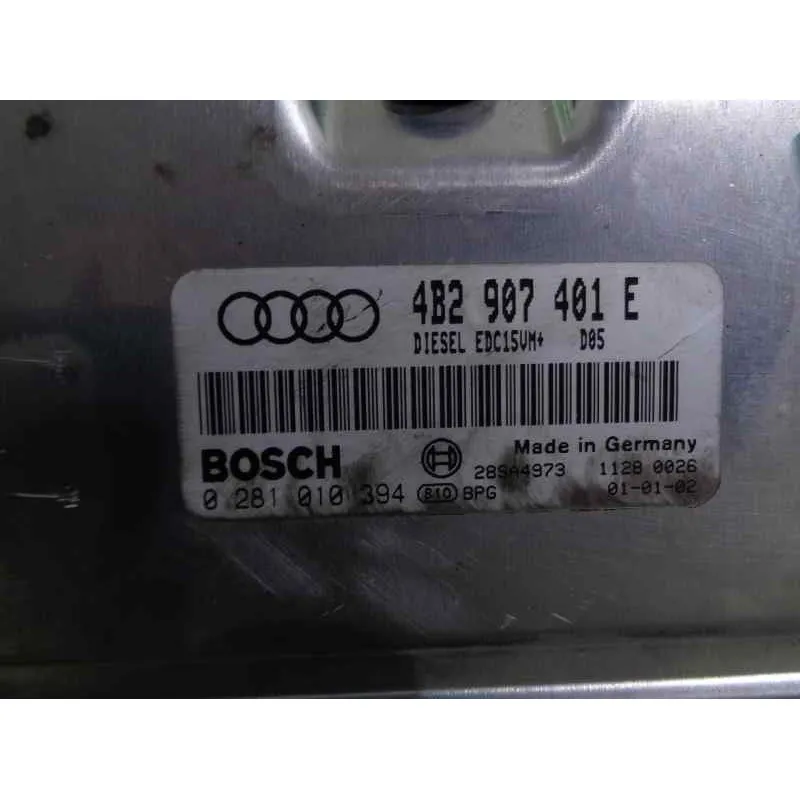 4B2 907 401 E
DIESEL EDC15VM+ D05
Made in Germany
BOSCH 28SA4973 1128 0026
0 281 010 394 810 BPG 01-01-02